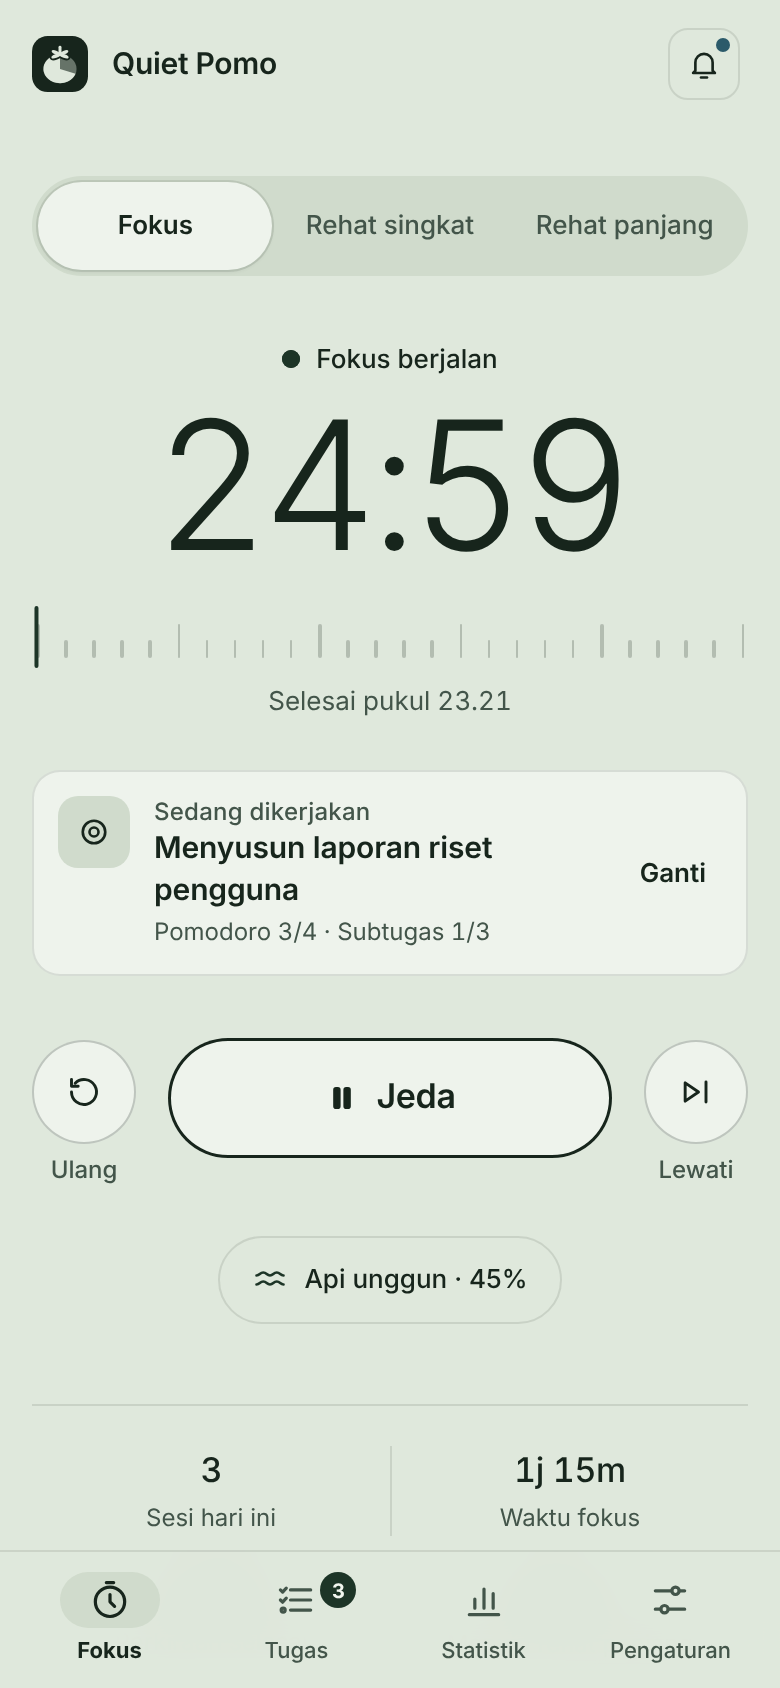 Quiet Pomo
Fokus
Rehat singkat
Rehat panjang
Fokus berjalan
24:59
Selesai pukul 23.21
Sedang dikerjakan
Menyusun laporan riset
pengguna
Pomodoro 3/4 · Subtugas 1/3
Ganti
Jeda
Ulang
Lewati
Api unggun · 45%
3
Sesi hari ini
1j 15m
Waktu fokus
3
Fokus
Tugas
Statistik
Pengaturan